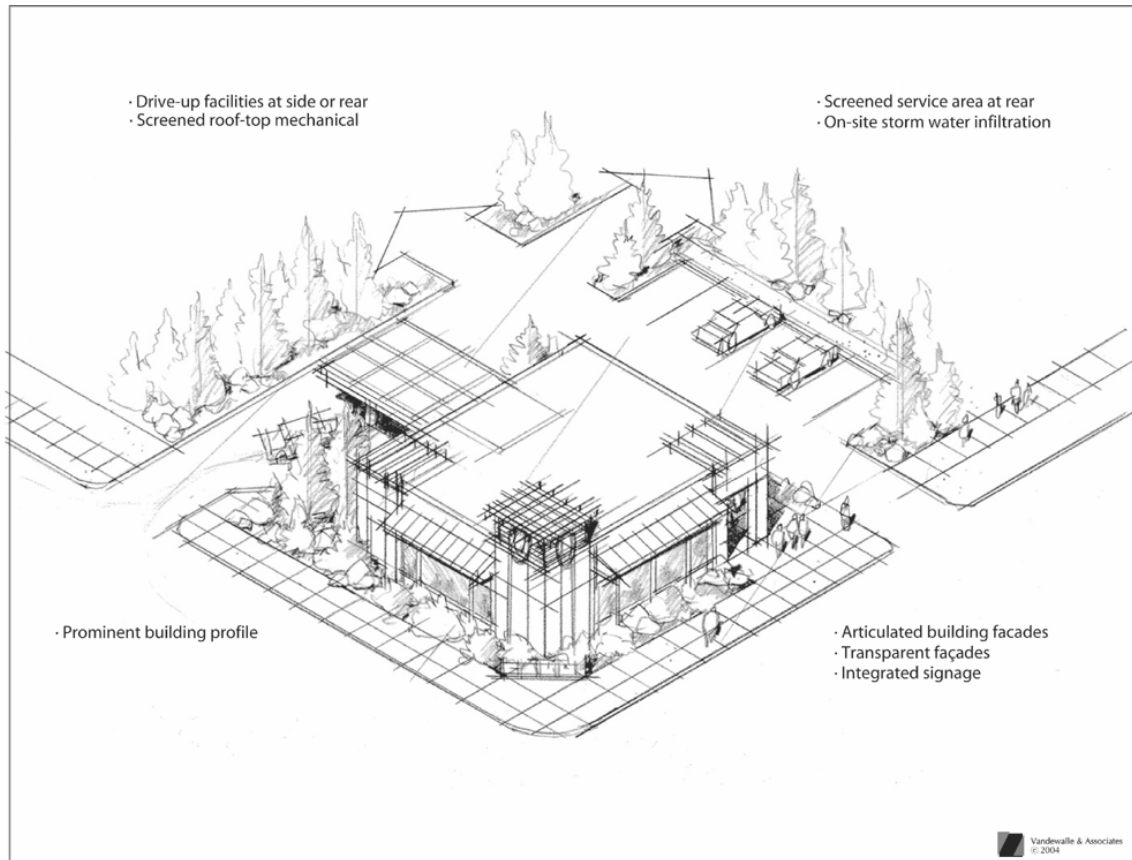 · Drive-up facilities at side or rear
· Screened roof-top mechanical
· Screened service area at rear
· On-site storm water infiltration
· Prominent building profile
· Articulated building facades
· Transparent façades
· Integrated signage
Vandewalle & Associates
© 2004